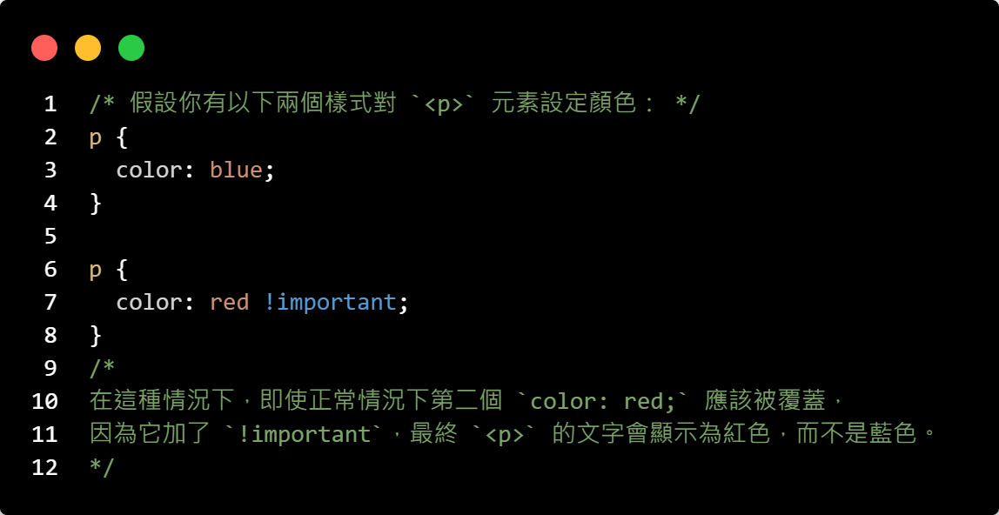 1 /* 假設你有以下兩個樣式對 `<p>` 元素設定顏色： */
2 p {
3   color: blue;
4 }
5
6 p {
7   color: red !important;
8 }
9 /*
10 在這種情況下，即使正常情況下第二個 `color: red;` 應該被覆蓋，
11 因為它加了 `!important`，最終 `<p>` 的文字會顯示為紅色，而不是藍色。
12 */